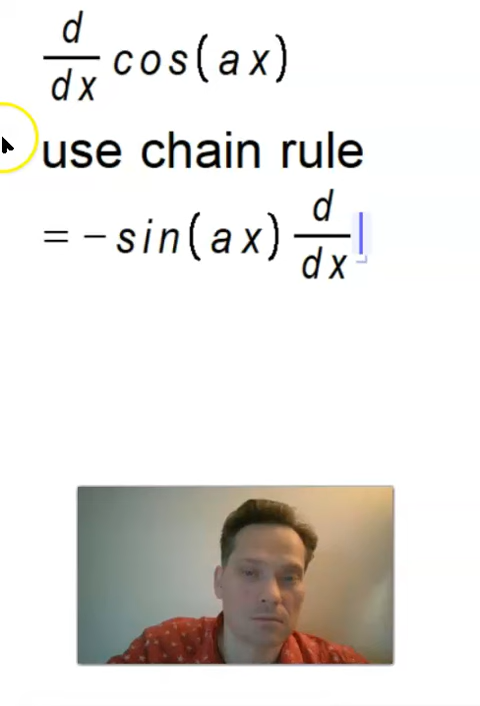 d/dx cos(ax)
use chain rule
= − sin(ax) d/dx